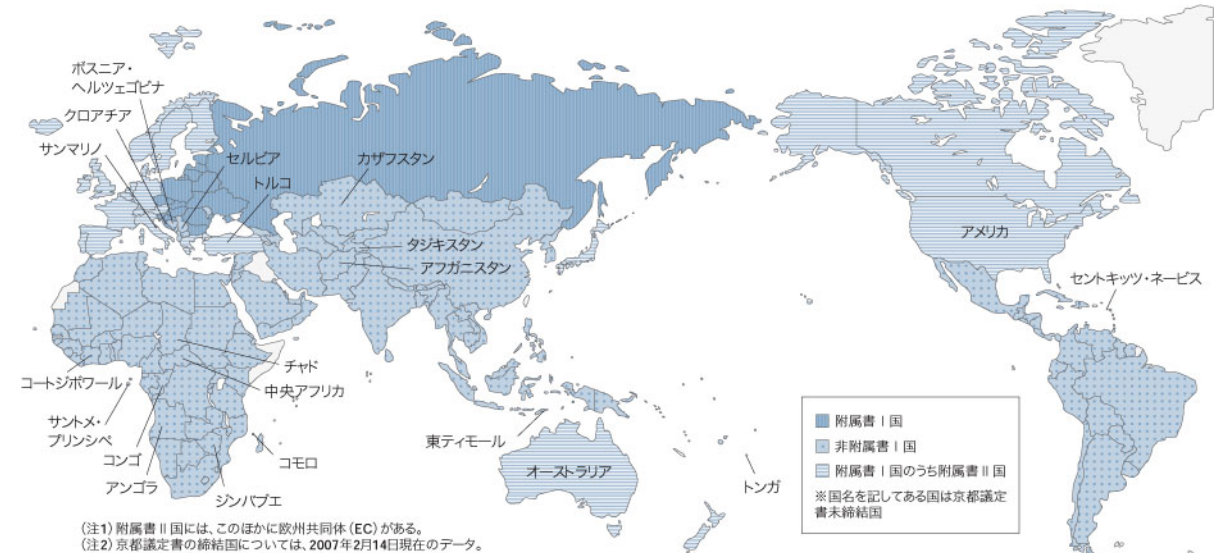 ボスニア・
ヘルツェゴビナ
クロアチア
サンマリノ
セルビア
トルコ
カザフスタン
タジキスタン
アフガニスタン
アメリカ
セントキッツ・ネービス
チャド
中央アフリカ
コートジボワール
サントメ・
プリンシペ
コンゴ
アンゴラ
ジンバブエ
コモロ
東ティモール
オーストラリア
トンガ
附属書Ⅰ国
非附属書Ⅰ国
附属書Ⅰ国のうち附属書Ⅱ国
※国名を記してある国は京都議定
書未締結国
(注1) 附属書Ⅱ国には、このほかに欧州共同体(EC)がある。
(注2) 京都議定書の締結国については、2007年2月14日現在のデータ。